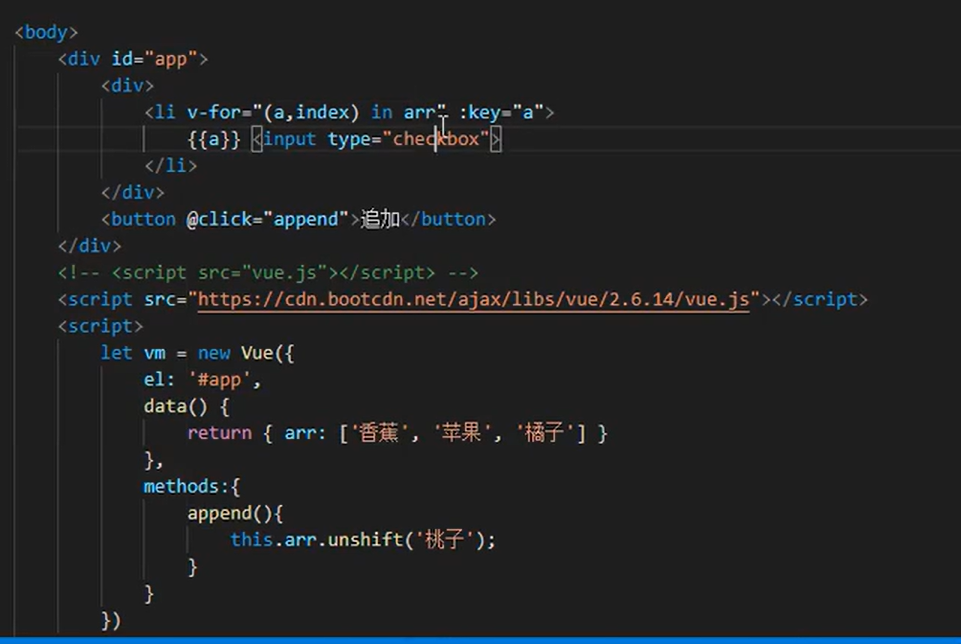 <body>
<div id="app">
<div>
<li v-for="(a,index) in arr" :key="a">
{{a}} <input type="checkbox">
</li>
</div>
<button @click="append">追加</button>
</div>
<!-- <script src="vue.js"></script> -->
<script src="https://cdn.bootcdn.net/ajax/libs/vue/2.6.14/vue.js"></script>
<script>
let vm = new Vue({
el: '#app',
data() {
return { arr: ['香蕉', '苹果', '橘子'] }
},
methods:{
append(){
this.arr.unshift('桃子');
}
}
})